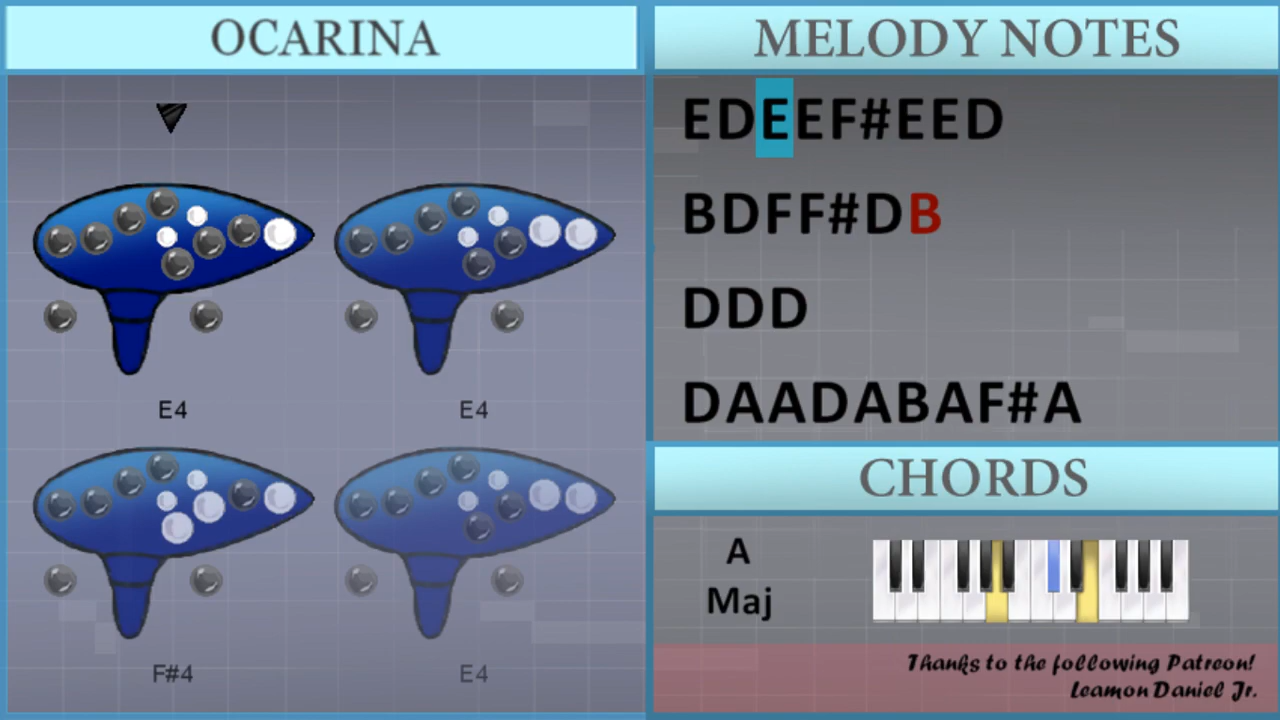 OCARINA
E4
E4
F#4
E4
MELODY NOTES
EDEEF#EED
BDFF#DB
DDD
DAADABAF#A
CHORDS
A
Maj
Thanks to the following Patreon!
Leamon Daniel Jr.